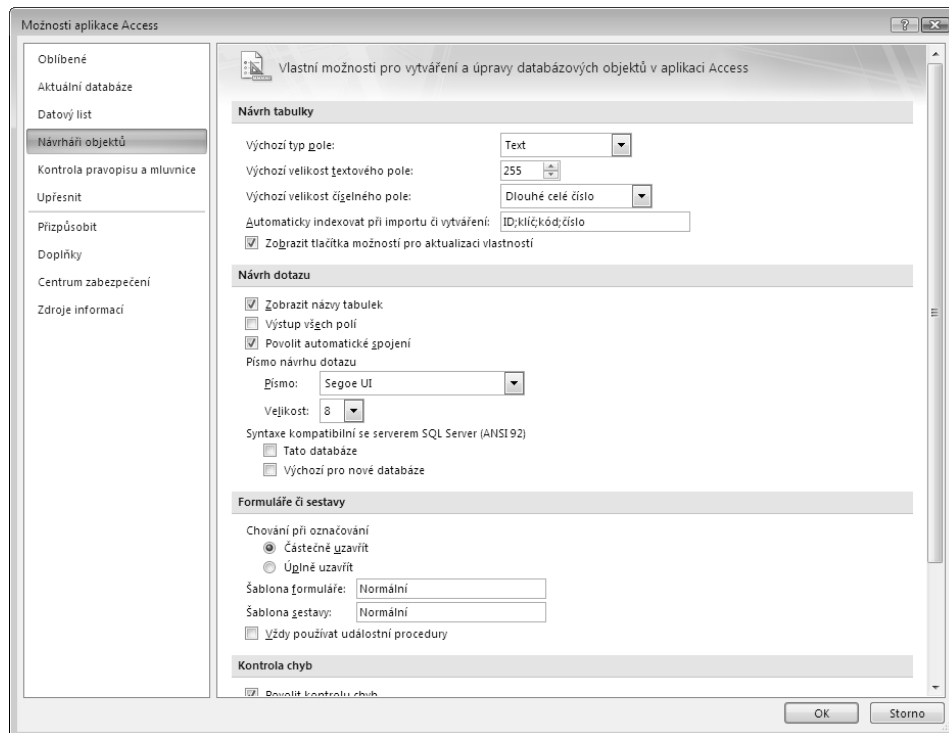 Možnosti aplikace Access
Oblíbené
Aktuální databáze
Datový list
Návrháři objektů
Kontrola pravopisu a mluvnice
Upřesnit
Přizpůsobit
Doplňky
Centrum zabezpečení
Zdroje informací
Vlastní možnosti pro vytváření a úpravy databázových objektů v aplikaci Access
Návrh tabulky
Výchozí typ pole: Text
Výchozí velikost textového pole: 255
Výchozí velikost číselného pole: Dlouhé celé číslo
Automaticky indexovat při importu či vytváření: ID;klíč;kód;číslo
Zobrazit tlačítka možností pro aktualizaci vlastností
Návrh dotazu
Zobrazit názvy tabulek
Výstup všech polí
Povolit automatické spojení
Písmo návrhu dotazu
Písmo: Segoe UI
Velikost: 8
Syntaxe kompatibilní se serverem SQL Server (ANSI 92)
Tato databáze
Výchozí pro nové databáze
Formuláře či sestavy
Chování při označování
Částečně uzavřít
Úplně uzavřít
Šablona formuláře: Normální
Šablona sestavy: Normální
Vždy používat událostní procedury
Kontrola chyb
Povolit kontrolu chyb
OK Storno